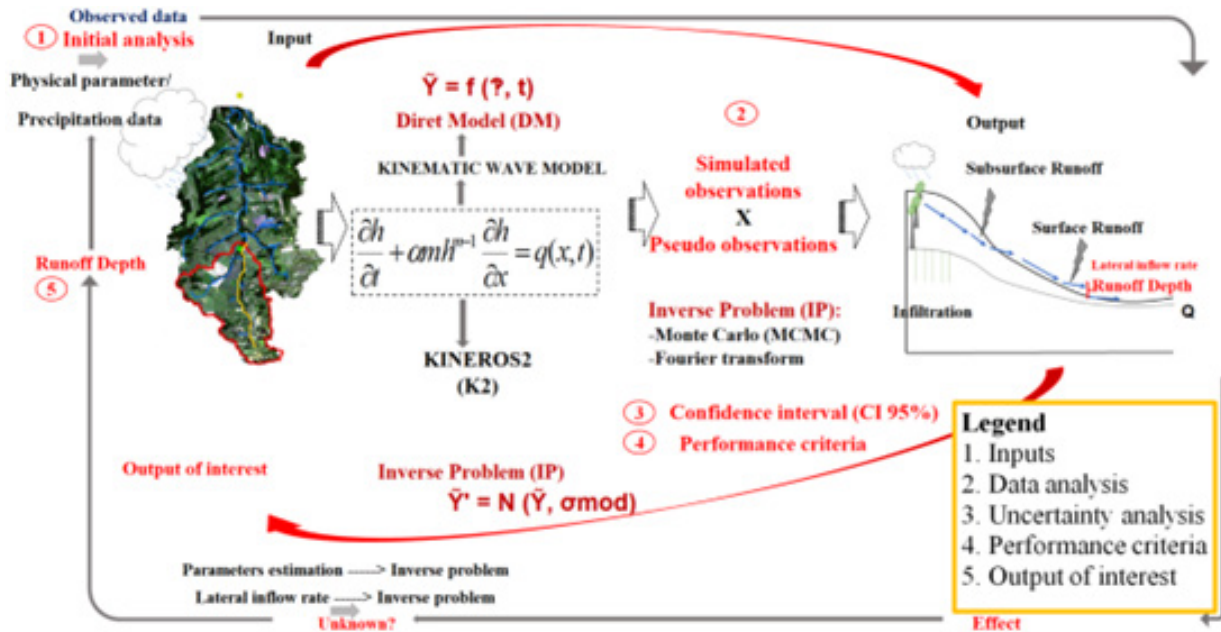 Observed data
1 Initial analysis
Input
Physical parameter/
Precipitation data
Ỹ = f (?, t)
Diret Model (DM)
KINEMATIC WAVE MODEL
∂h/∂t + αmh^m-1 ∂h/∂x = q(x,t)
KINEROS2
(K2)
2
Simulated
observations
X
Pseudo observations
Inverse Problem (IP):
-Monte Carlo (MCMC)
-Fourier transform
Output
Subsurface Runoff
Surface Runoff
Lateral inflow rate
Runoff Depth
Infiltration
Q
Runoff Depth
5
3 Confidence interval (CI 95%)
4 Performance criteria
Output of interest
Inverse Problem (IP)
Ỹ' = N (Ỹ, σmod)
Parameters estimation -----> Inverse problem
Lateral inflow rate -----> Inverse problem
Unknown?
Effect
Legend
1. Inputs
2. Data analysis
3. Uncertainty analysis
4. Performance criteria
5. Output of interest